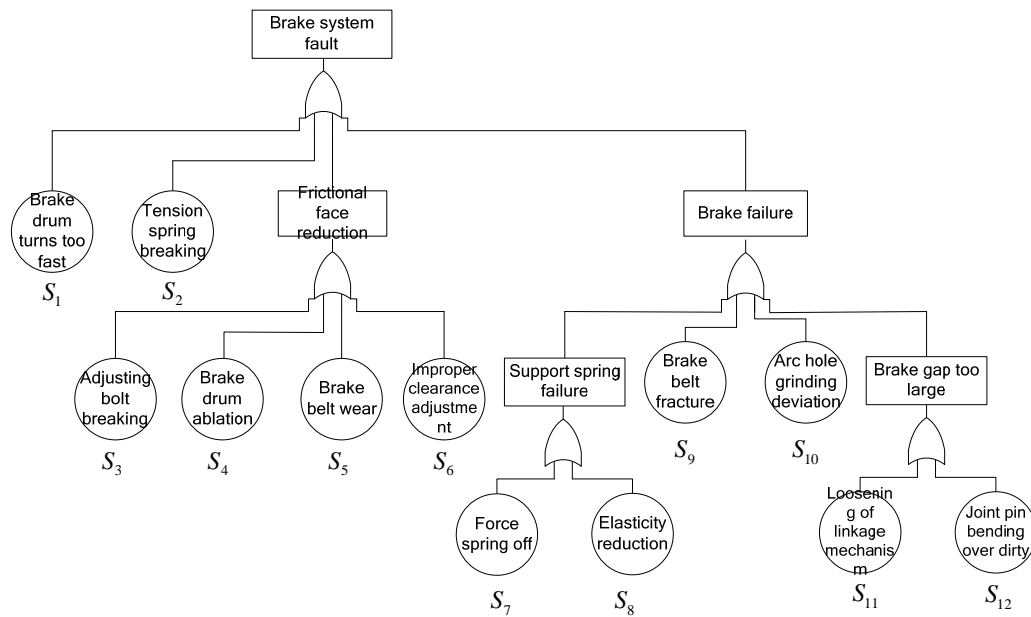 Brake system
fault
Brake
drum
turns too
fast
Tension
spring
breaking
Frictional
face
reduction
Brake failure
S1
S2
Adjusting
bolt
breaking
Brake
drum
ablation
Brake
belt wear
Improper
clearance
adjustme
nt
Support spring
failure
Brake
belt
fracture
Arc hole
grinding
deviation
Brake gap too
large
S3
S4
S5
S6
S9
S10
Force
spring off
Elasticity
reduction
Loosenin
g of
linkage
mechanis
m
Joint pin
bending
over dirty
S7
S8
S11
S12